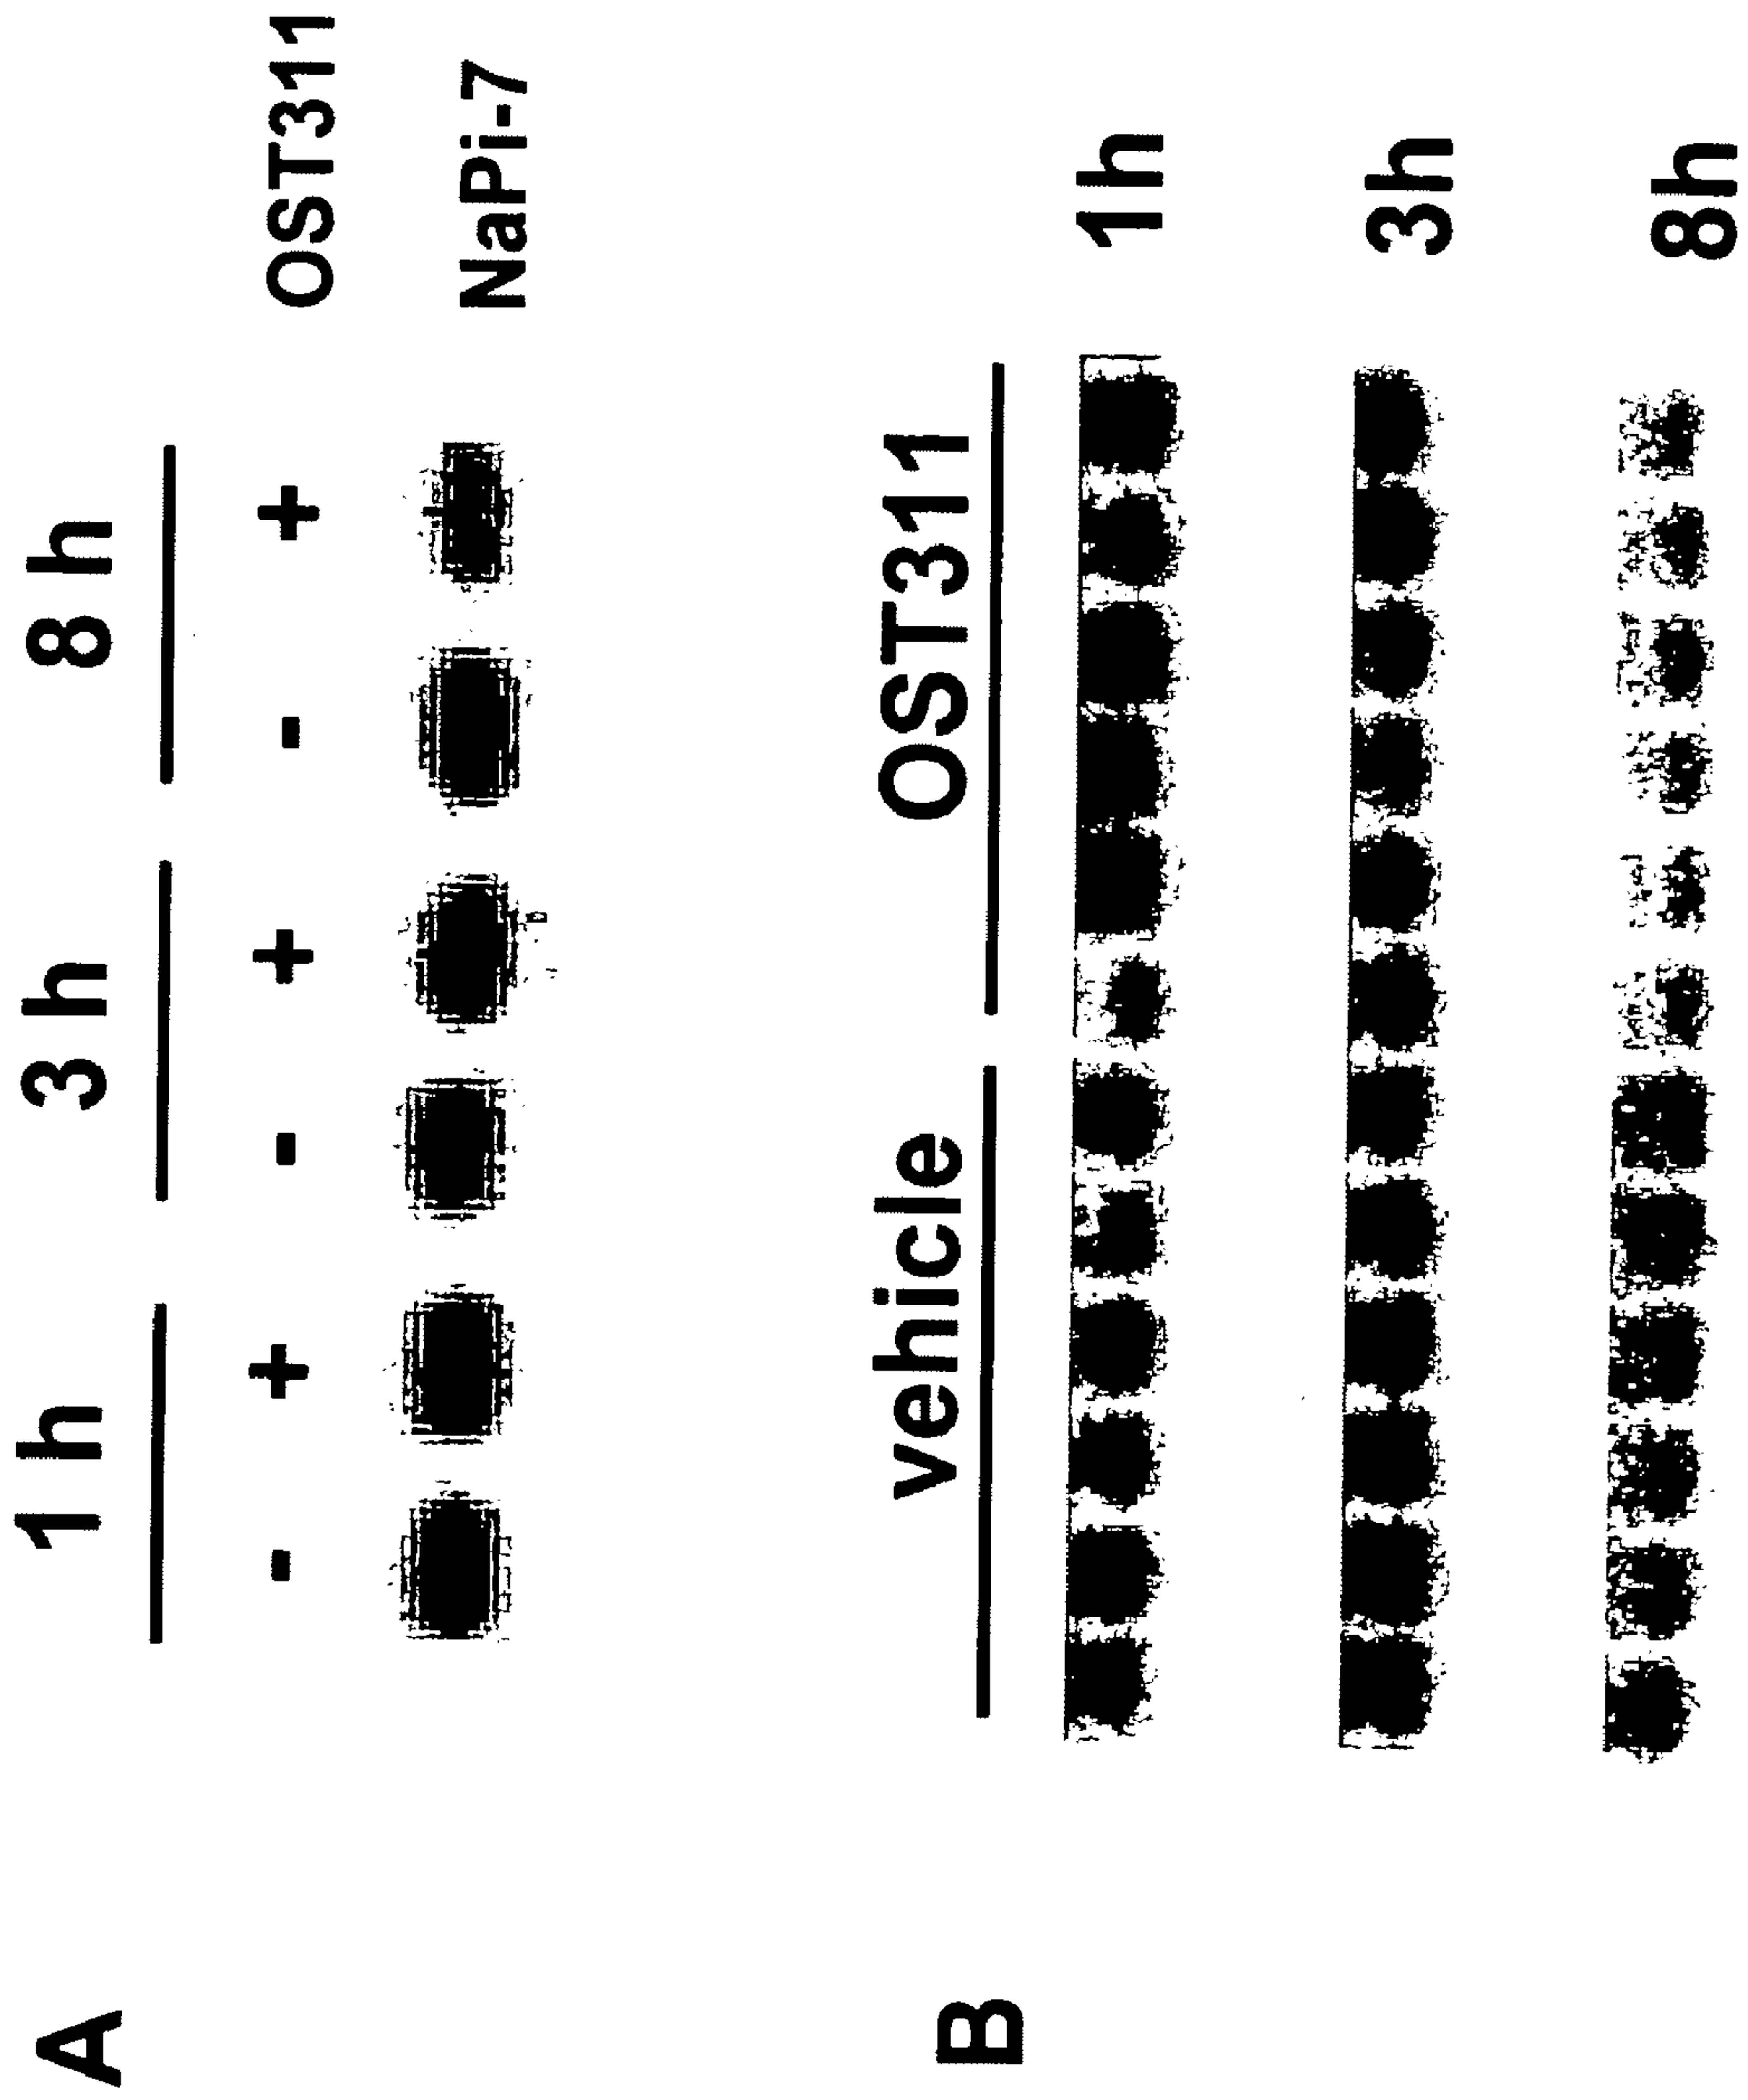 A
1 h 3 h 8 h
- + - + - + OST311
NaPi-7
B
vehicle OST311
1h
3h
8h